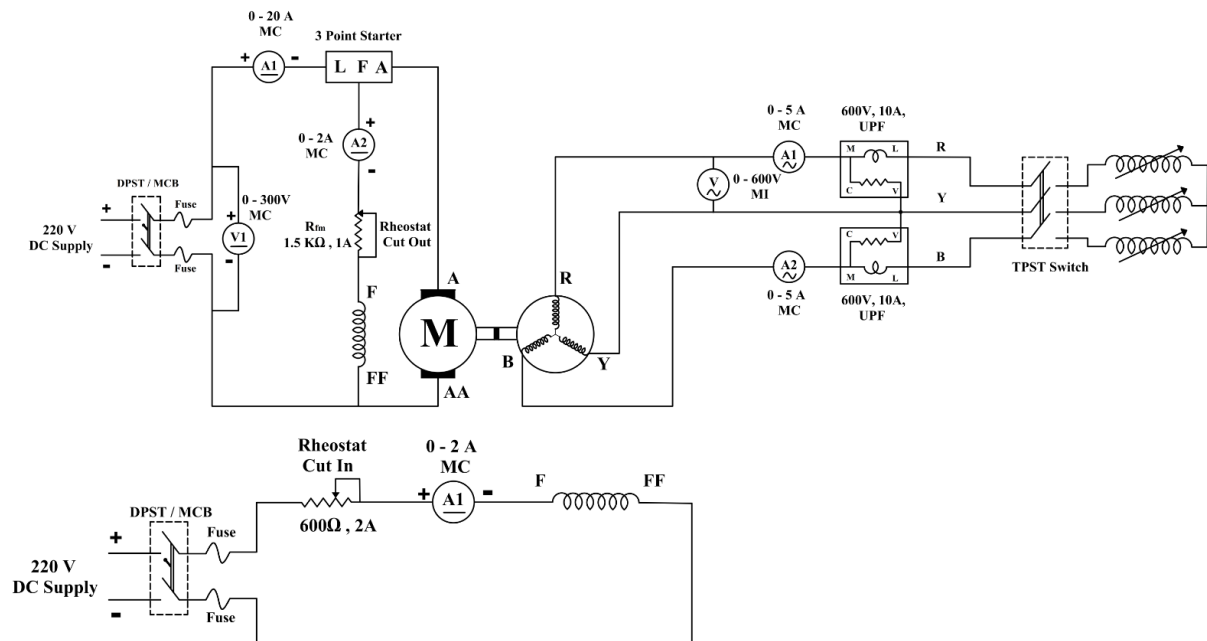 0 - 20 A
MC
+
A1
-
3 Point Starter
L F A
+
0 - 2A
MC
A2
-
Rfm
1.5 KΩ , 1A
Rheostat
Cut Out
DPST / MCB
Fuse
+
220 V
DC Supply
-
Fuse
0 - 300V
MC
+
V1
-
F
FF
A
M
AA
R
B
Y
V
0 - 600V
MI
0 - 5 A
MC
A1
600V, 10A,
UPF
M L
C V
R
Y
C V
M L
B
A2
0 - 5 A
MC
600V, 10A,
UPF
TPST Switch
Rheostat
Cut In
600Ω , 2A
0 - 2 A
MC
+
A1
-
F
FF
DPST / MCB
Fuse
+
220 V
DC Supply
-
Fuse